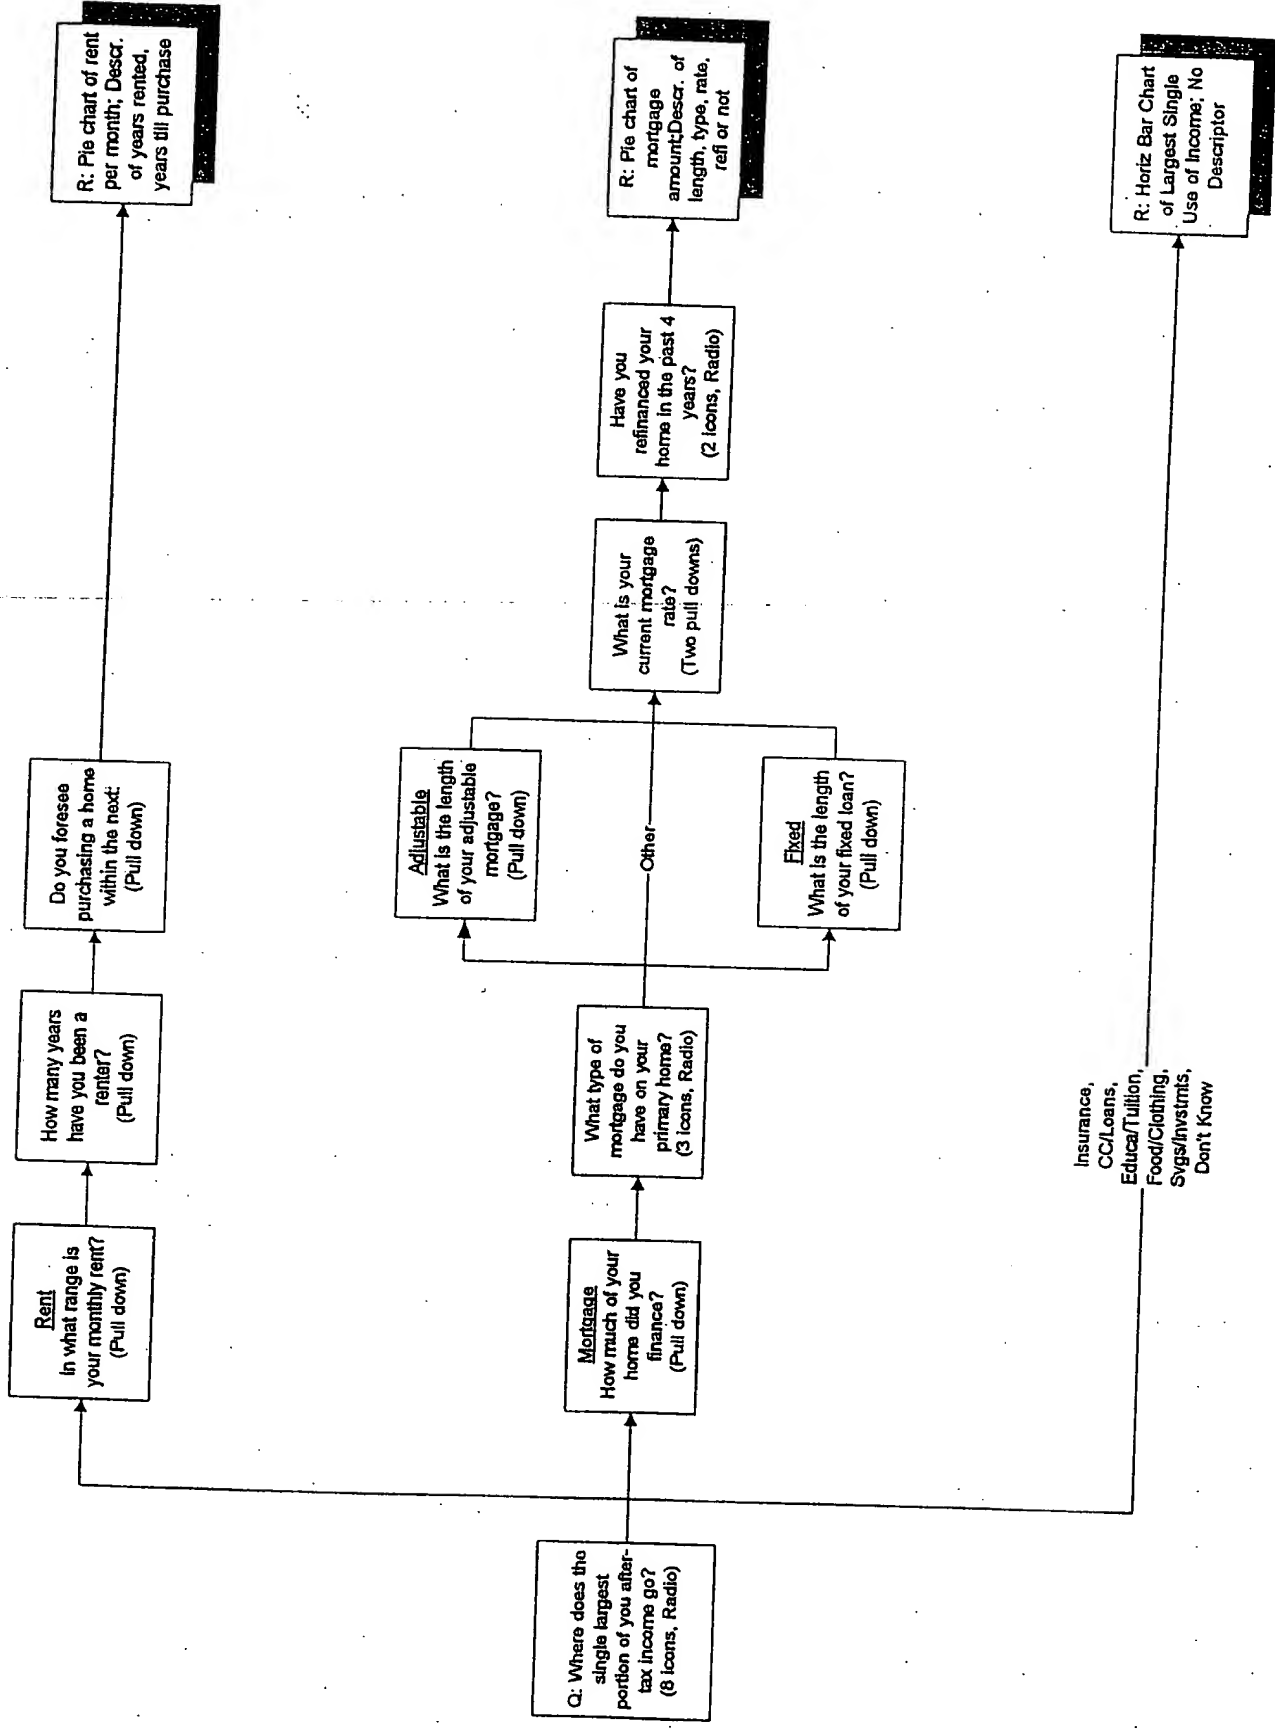 Q: Where does the
single largest
portion of you after-
tax income go?
(8 icons, Radio)
Rent
In what range is
your monthly rent?
(Pull down)
How many years
have you been a
renter?
(Pull down)
Do you foresee
purchasing a home
within the next:
(Pull down)
R: Pie chart of rent
per month; Descr.
of years rented,
years till purchase
Mortgage
How much of your
home did you
finance?
(Pull down)
What type of
mortgage do you
have on your
primary home?
(3 icons, Radio)
Adjustable
What is the length
of your adjustable
mortgage?
(Pull down)
Other
Fixed
What is the length
of your fixed loan?
(Pull down)
What is your
current mortgage
rate?
(Two pull downs)
Have you
refinanced your
home in the past 4
years?
(2 icons, Radio)
R: Pie chart of
mortgage
amount;Descr. of
length, type, rate,
refi or not
Insurance,
CC/Loans,
Educa/Tuition,
Food/Clothing,
Svgs/Invstmts,
Don't Know
R: Horiz Bar Chart
of Largest Single
Use of Income; No
Descriptor